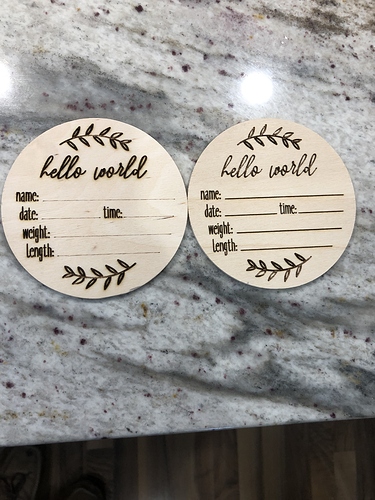 hello world
name:
date: time:
weight:
length:
hello world
name:
date: time:
weight:
length: